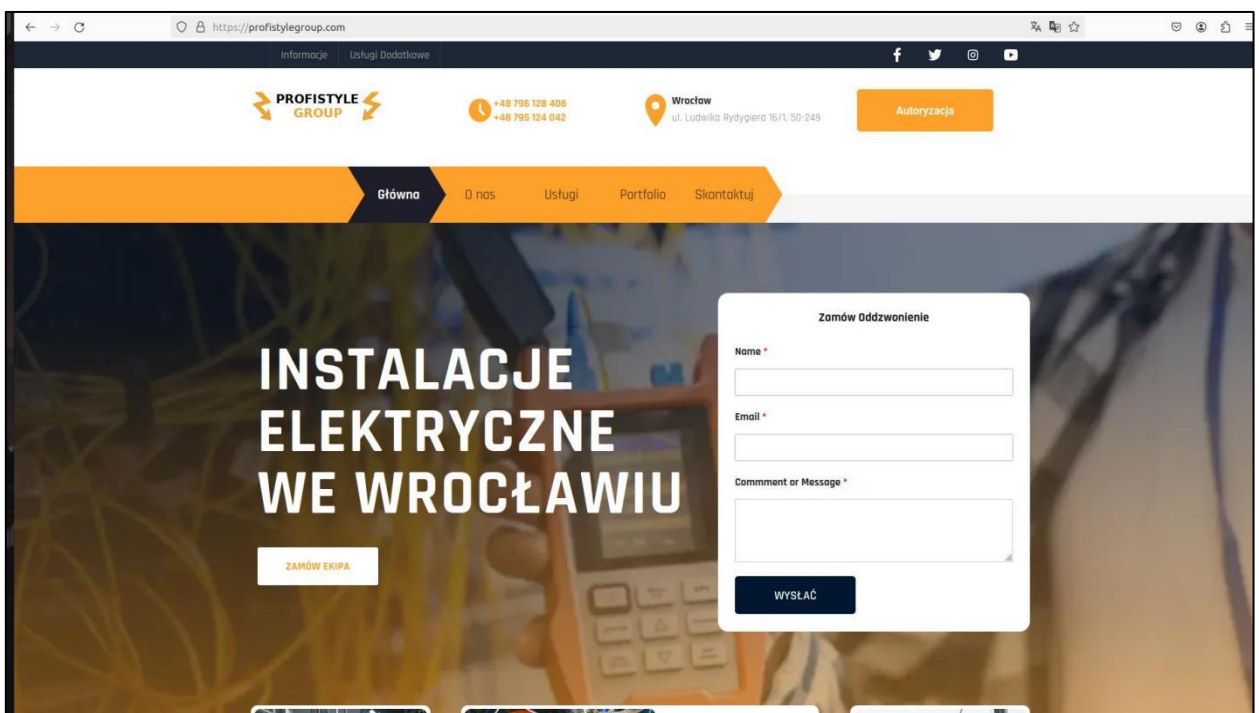 https://profistylegroup.com
Informacje Usługi Dodatkowe
PROFISTYLE
GROUP
+48 796 128 406
+48 795 124 042
Wrocław
ul. Ludwika Rydygiera 16/1, 50-249
Autoryzacja
Główna O nas Usługi Portfolio Skontaktuj
INSTALACJE
ELEKTRYCZNE
WE WROCŁAWIU
ZAMÓW EKIPA
Zamów Oddzwonienie
Name *
Email *
Commment or Message *
WYSŁAĆ